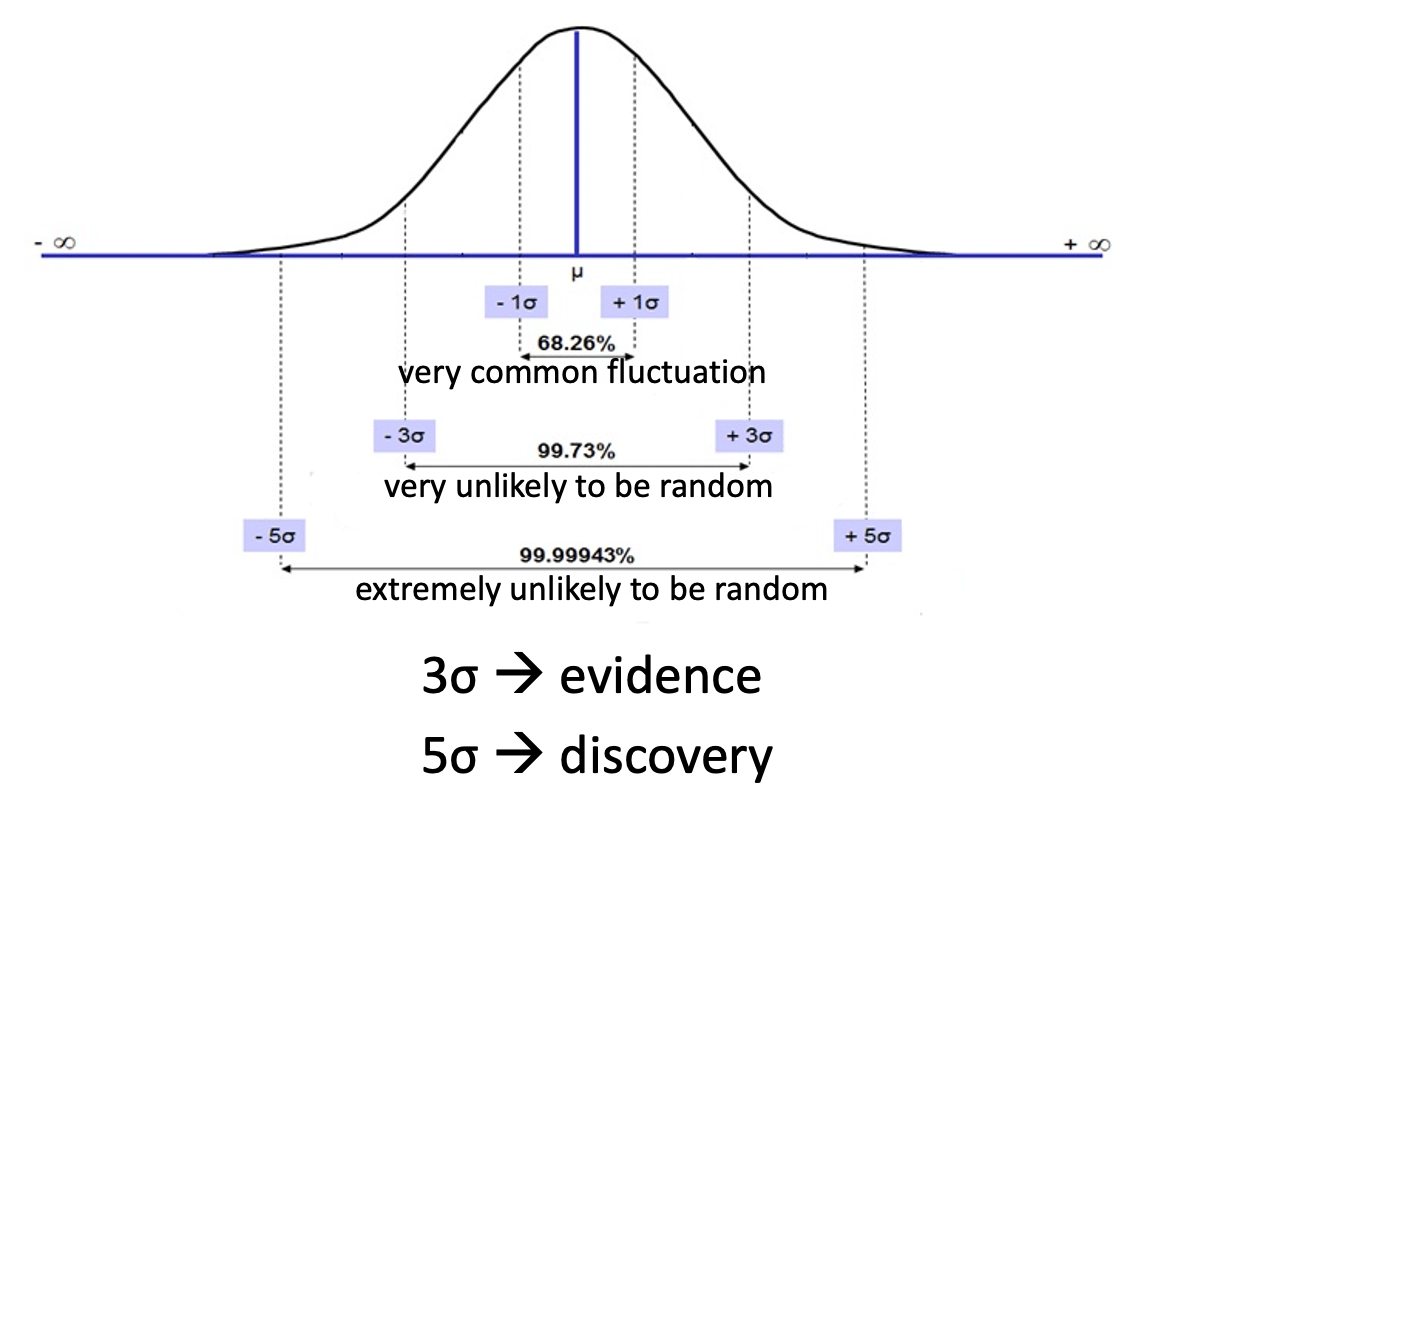 - ∞
+ ∞
μ
- 1σ
+ 1σ
68.26%
very common fluctuation
- 3σ
+ 3σ
99.73%
very unlikely to be random
- 5σ
+ 5σ
99.99943%
extremely unlikely to be random
3σ → evidence
5σ → discovery